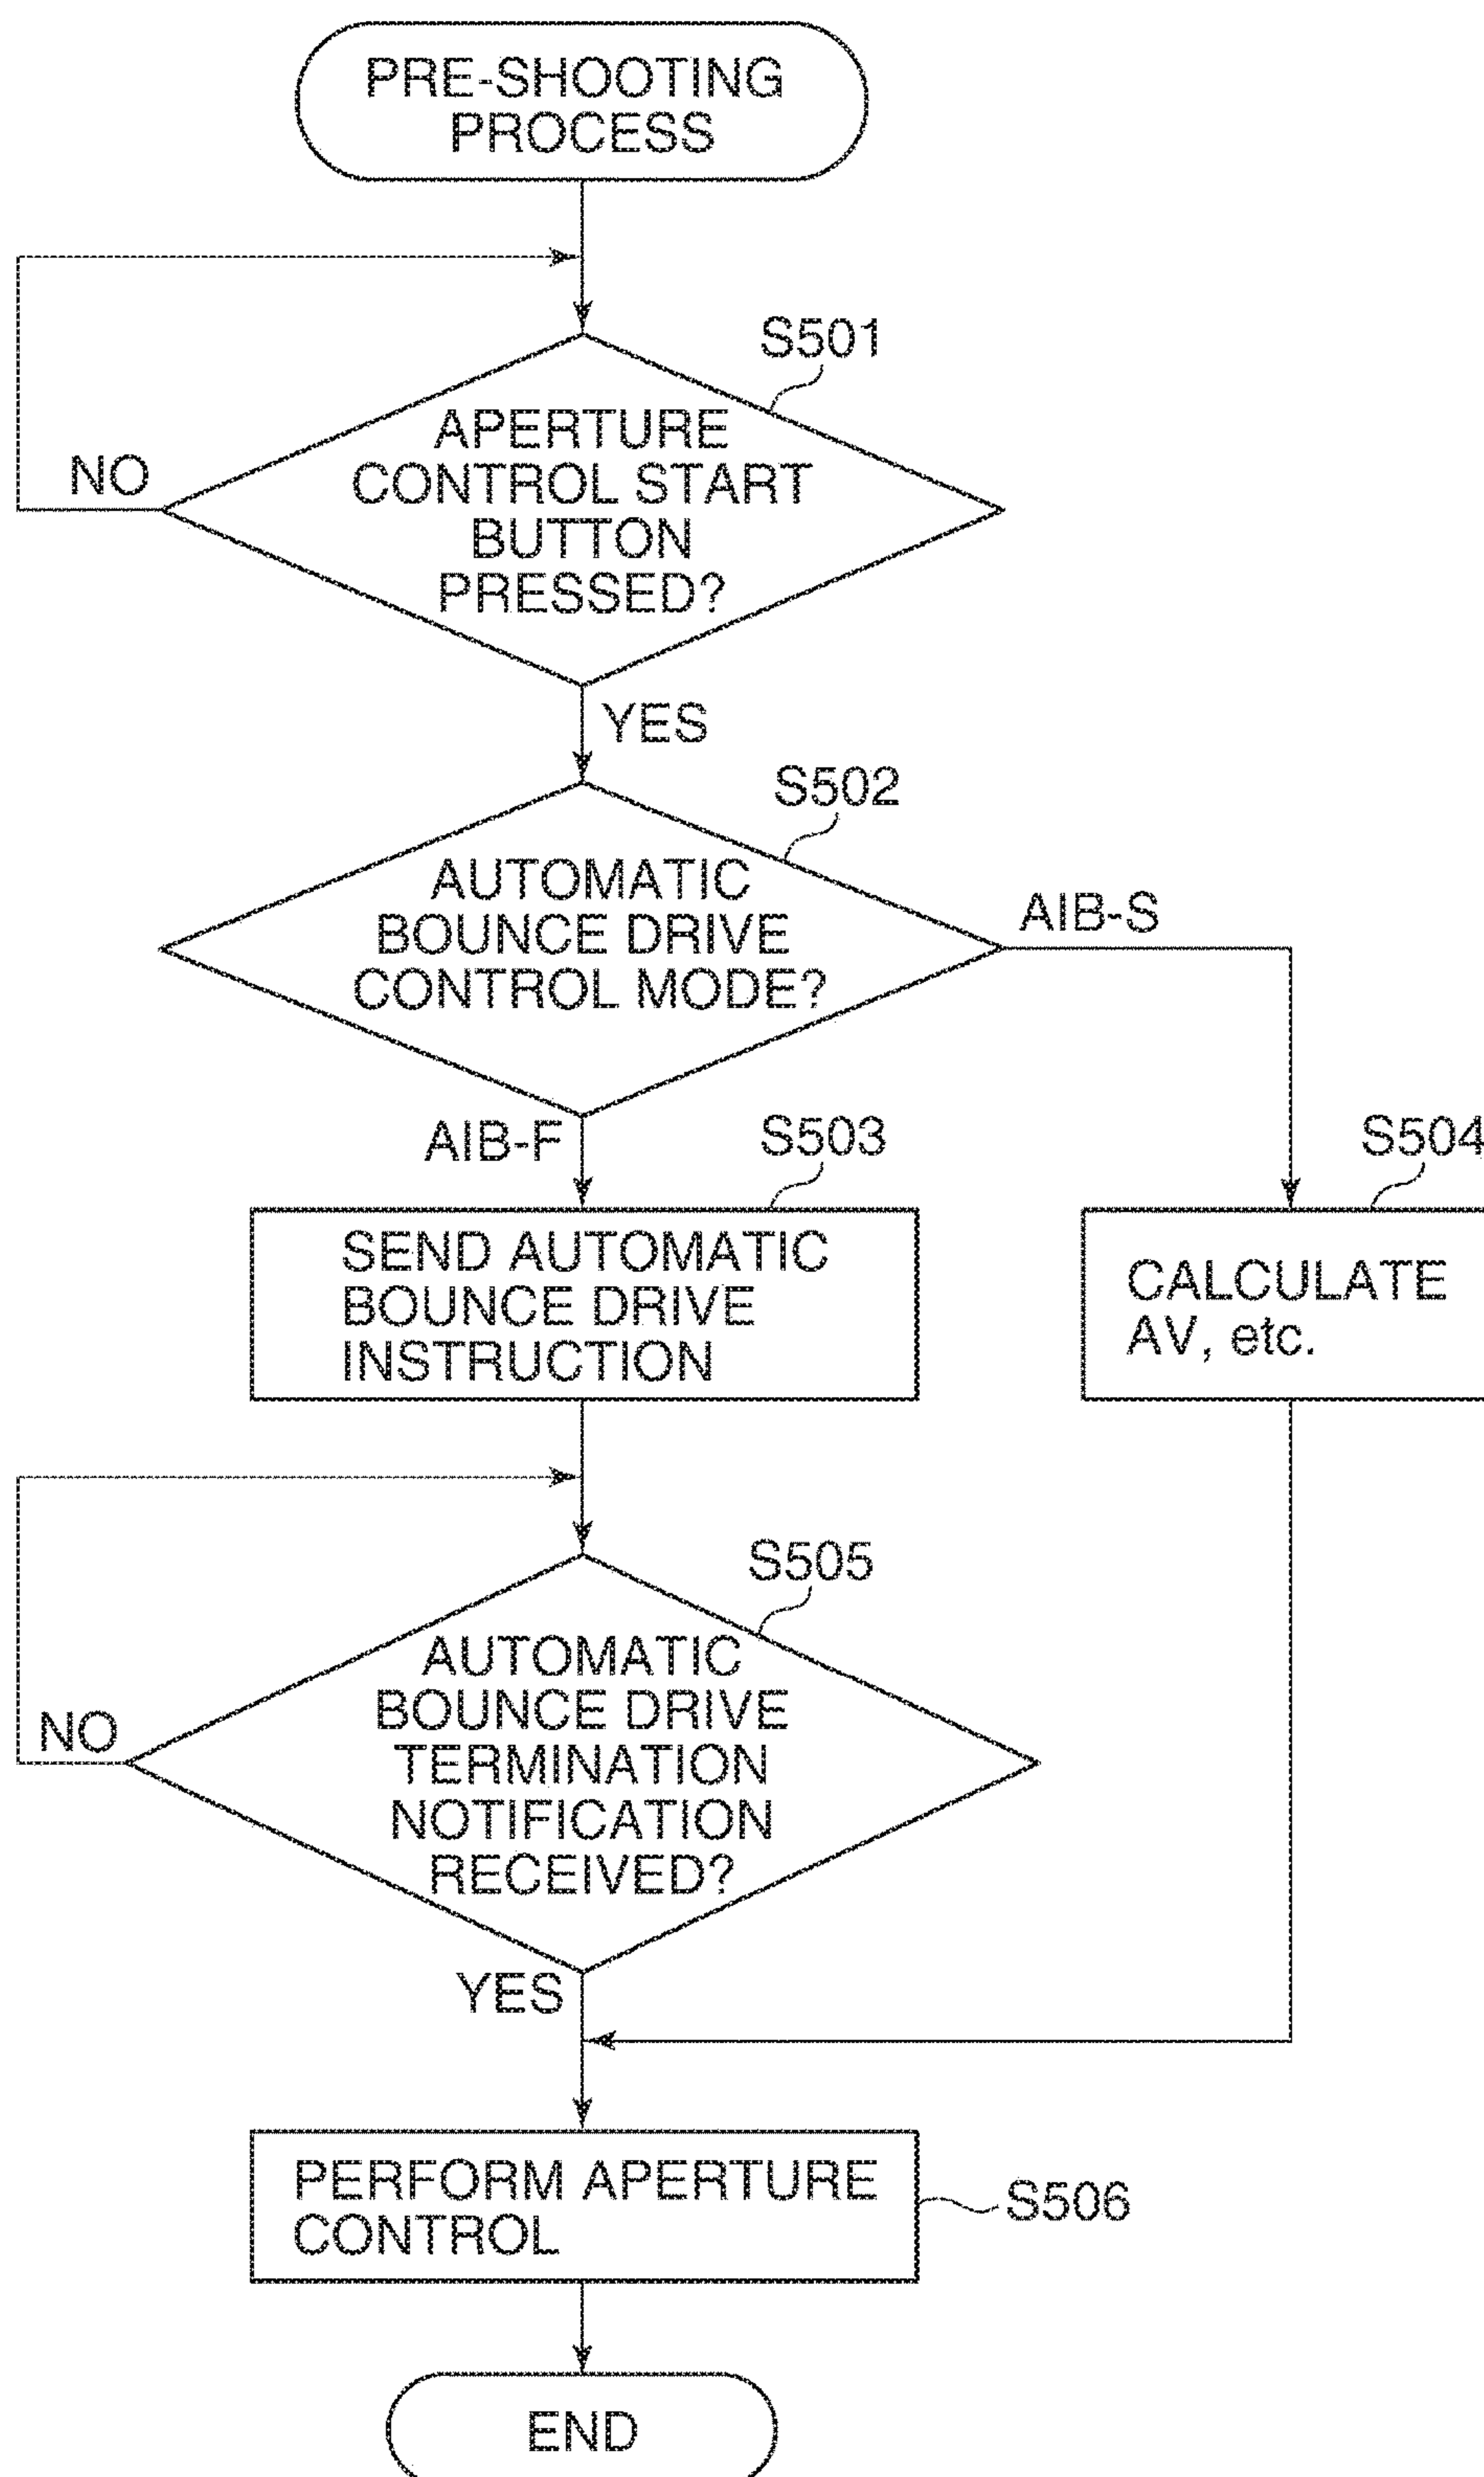 PRE-SHOOTING
PROCESS
S501
APERTURE
CONTROL START
BUTTON
PRESSED?
NO
YES
S502
AUTOMATIC
BOUNCE DRIVE
CONTROL MODE?
AIB-S
AIB-F
S503
SEND AUTOMATIC
BOUNCE DRIVE
INSTRUCTION
S504
CALCULATE
AV, etc.
S505
AUTOMATIC
BOUNCE DRIVE
TERMINATION
NOTIFICATION
RECEIVED?
NO
YES
PERFORM APERTURE
CONTROL
S506
END